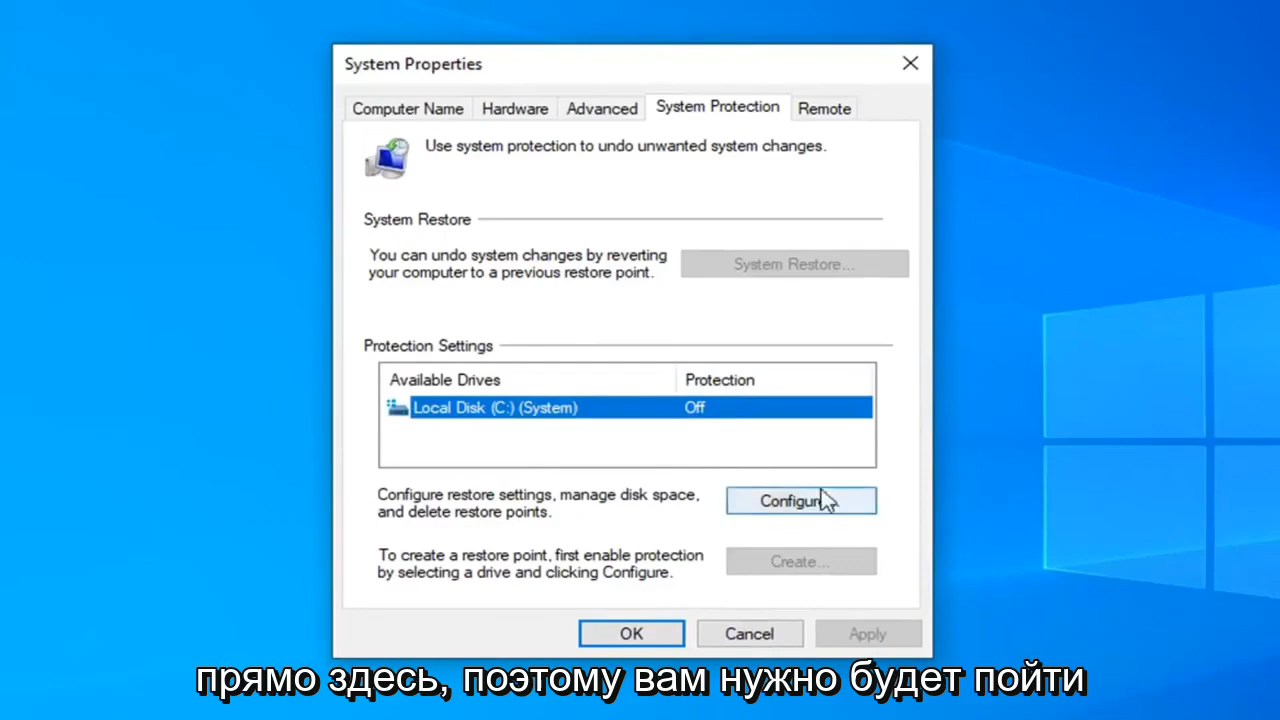 System Properties
Computer Name Hardware Advanced System Protection Remote
Use system protection to undo unwanted system changes.
System Restore
You can undo system changes by reverting
your computer to a previous restore point.
System Restore...
Protection Settings
Available Drives Protection
Local Disk (C:) (System) Off
Configure restore settings, manage disk space,
and delete restore points.
Configur
To create a restore point, first enable protection
by selecting a drive and clicking Configure.
Create...
OK Cancel Apply
прямо здесь, поэтому вам нужно будет пойти